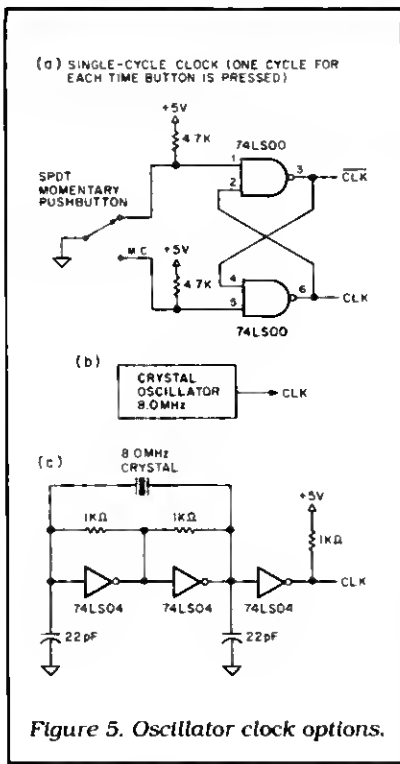 (a) SINGLE-CYCLE CLOCK (ONE CYCLE FOR
EACH TIME BUTTON IS PRESSED)
+5V
4.7K
74LS00
SPDT
MOMENTARY
PUSHBUTTON
1
2
3
CLK
M.C
+5V
4.7K
4
5
6
CLK
74LS00
(b)
CRYSTAL
OSCILLATOR
8.0MHz
CLK
(c)
8.0MHz
CRYSTAL
+5V
1KΩ
1KΩ
1KΩ
CLK
74LS04
74LS04
74LS04
22pF
22pF
Figure 5. Oscillator clock options.